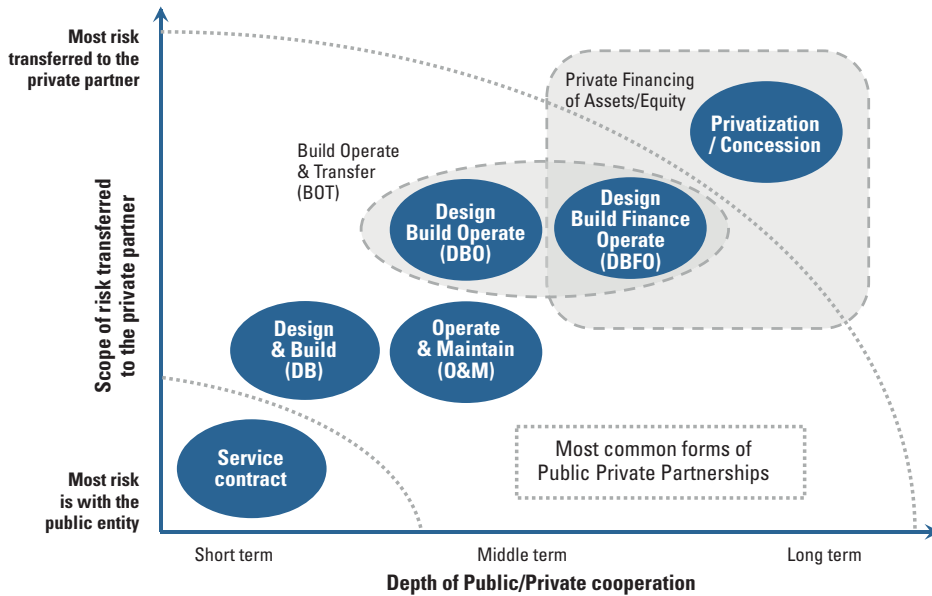 Most risk
transferred to the
private partner
Private Financing
of Assets/Equity
Privatization
/ Concession
Build Operate
& Transfer
(BOT)
Design
Build Operate
(DBO)
Design
Build Finance
Operate
(DBFO)
Scope of risk transferred
to the private partner
Design
& Build
(DB)
Operate
& Maintain
(O&M)
Service
contract
Most common forms of
Public Private Partnerships
Most risk
is with the
public entity
Short term
Middle term
Long term
Depth of Public/Private cooperation